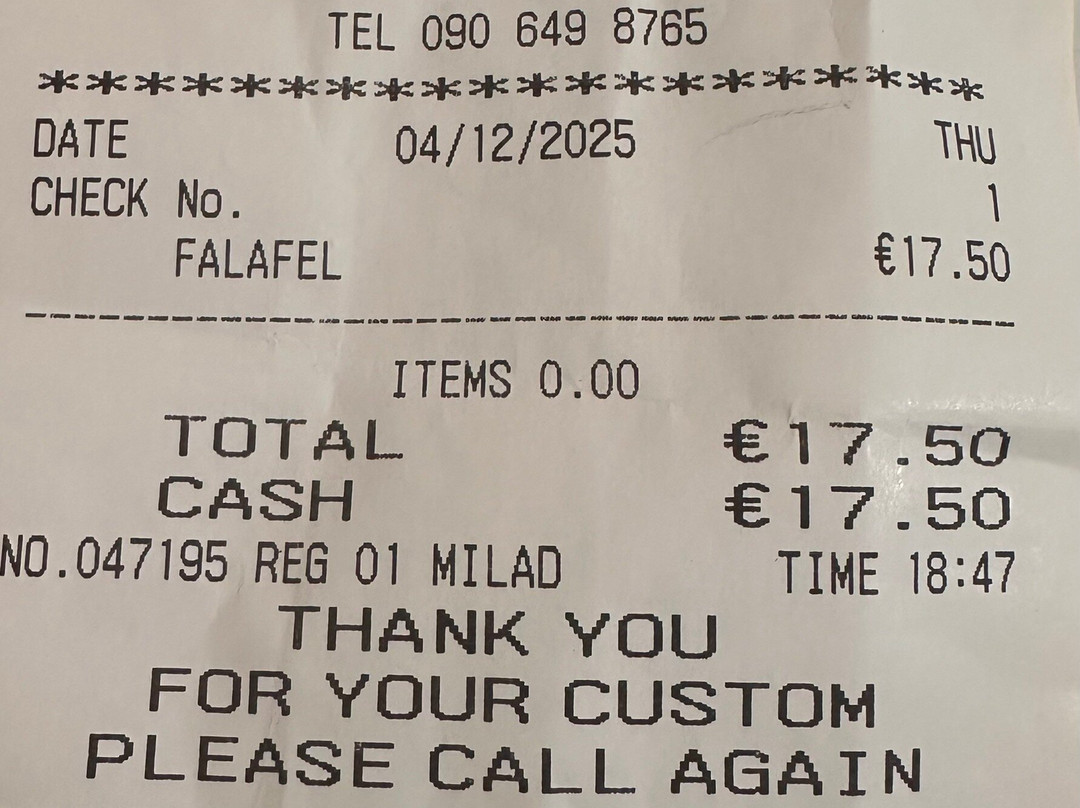 TEL 090 649 8765
********************
DATE 04/12/2025 THU
CHECK No. 1
FALAFEL €17.50
ITEMS 0.00
TOTAL €17.50
CASH €17.50
NO.047195 REG 01 MILAD TIME 18:47
THANK YOU
FOR YOUR CUSTOM
PLEASE CALL AGAIN